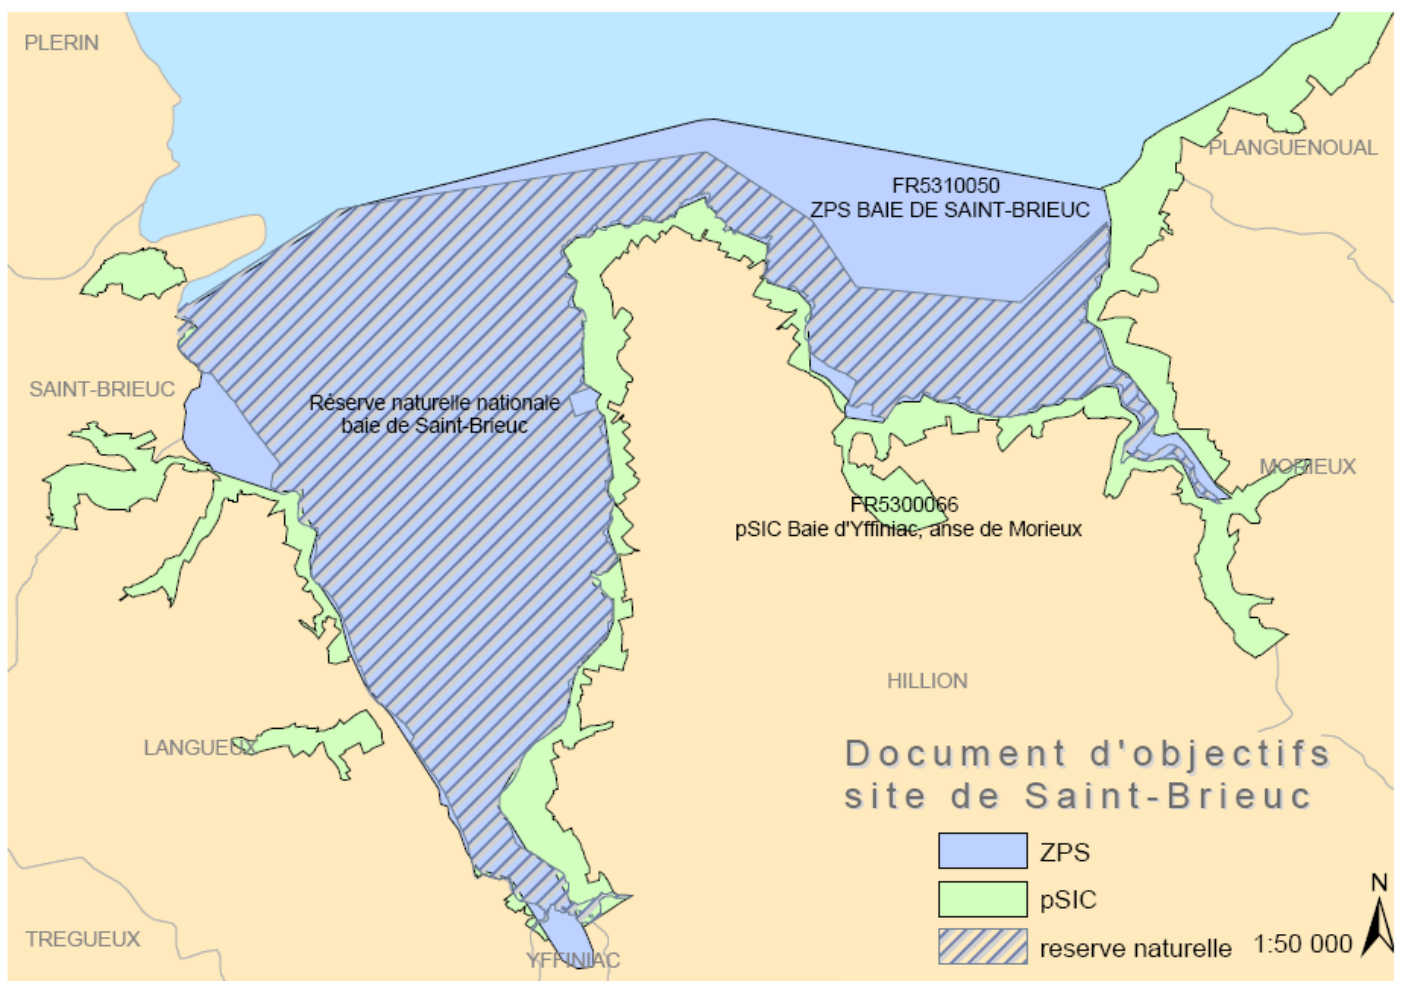 PLERIN
PLANGUENOUAL
FR5310050
ZPS BAIE DE SAINT-BRIEUC
SAINT-BRIEUC
Réserve naturelle nationale
baie de Saint-Brieuc
MORIEUX
FR5300066
pSIC Baie d'Yffiniac, anse de Morieux
HILLION
LANGUEUX
Document d'objectifs
site de Saint-Brieuc
ZPS
pSIC
reserve naturelle
1:50 000
N
TREGUEUX
YFFINIAC